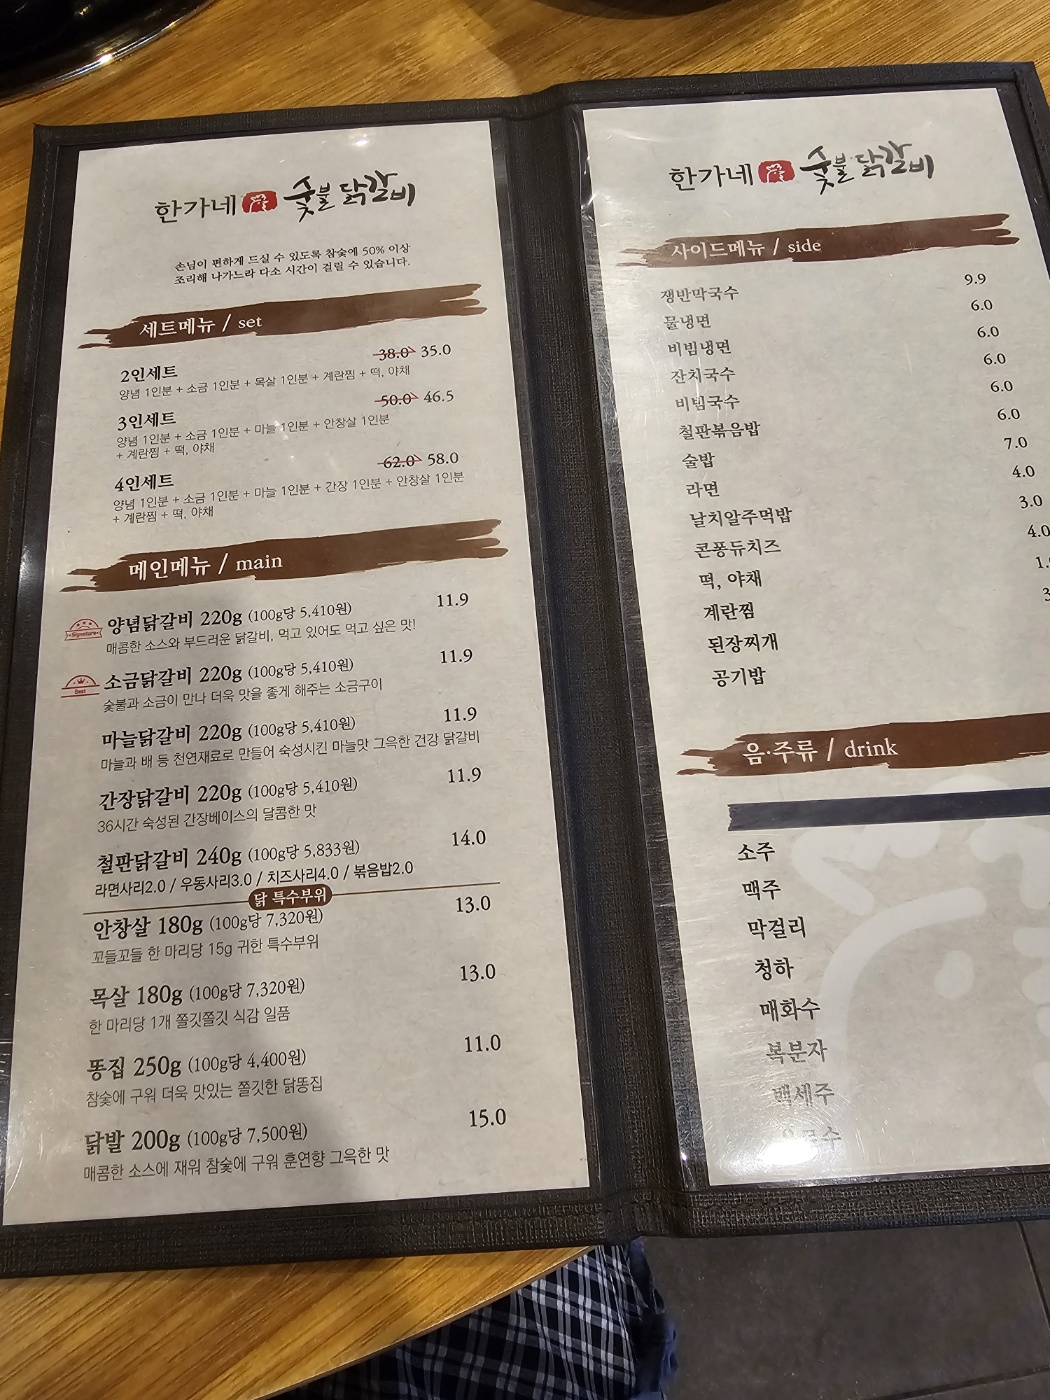 한가네 숯불닭갈비
손님이 편하게 드실 수 있도록 참숯에 50% 이상
조리해 나가느라 다소 시간이 걸릴 수 있습니다.
세트메뉴 / set
2인세트 38.0 35.0
양념 1인분 + 소금 1인분 + 목살 1인분 + 계란찜 + 떡, 야채
3인세트 50.0 46.5
양념 1인분 + 소금 1인분 + 마늘 1인분 + 안창살 1인분
+ 계란찜 + 떡, 야채
4인세트 62.0 58.0
양념 1인분 + 소금 1인분 + 마늘 1인분 + 간장 1인분 + 안창살 1인분
+ 계란찜 + 떡, 야채
메인메뉴 / main
Signature 양념닭갈비 220g (100g당 5,410원) 11.9
매콤한 소스와 부드러운 닭갈비, 먹고 있어도 먹고 싶은 맛!
Best 소금닭갈비 220g (100g당 5,410원) 11.9
숯불과 소금이 만나 더욱 맛을 좋게 해주는 소금구이
마늘닭갈비 220g (100g당 5,410원) 11.9
마늘과 배 등 천연재료로 만들어 숙성시킨 마늘맛 그윽한 건강 닭갈비
간장닭갈비 220g (100g당 5,410원) 11.9
36시간 숙성된 간장베이스의 달콤한 맛
철판닭갈비 240g (100g당 5,833원) 14.0
라면사리2.0 / 우동사리3.0 / 치즈사리4.0 / 볶음밥2.0
닭 특수부위
안창살 180g (100g당 7,320원) 13.0
꼬들꼬들 한 마리당 15g 귀한 특수부위
목살 180g (100g당 7,320원) 13.0
한 마리당 1개 쫄깃쫄깃 식감 일품
똥집 250g (100g당 4,400원) 11.0
참숯에 구워 더욱 맛있는 쫄깃한 닭똥집
닭발 200g (100g당 7,500원) 15.0
매콤한 소스에 재워 참숯에 구워 훈연향 그윽한 맛
한가네 숯불닭갈비
사이드메뉴 / side
쟁반막국수 9.9
물냉면 6.0
비빔냉면 6.0
잔치국수 6.0
비빔국수 6.0
철판볶음밥 6.0
술밥 7.0
라면 4.0
날치알주먹밥 3.0
콘퐁듀치즈 4.0
떡, 야채
계란찜
된장찌개
공기밥
음·주류 / drink
소주
맥주
막걸리
청하
매화수
복분자
백세주